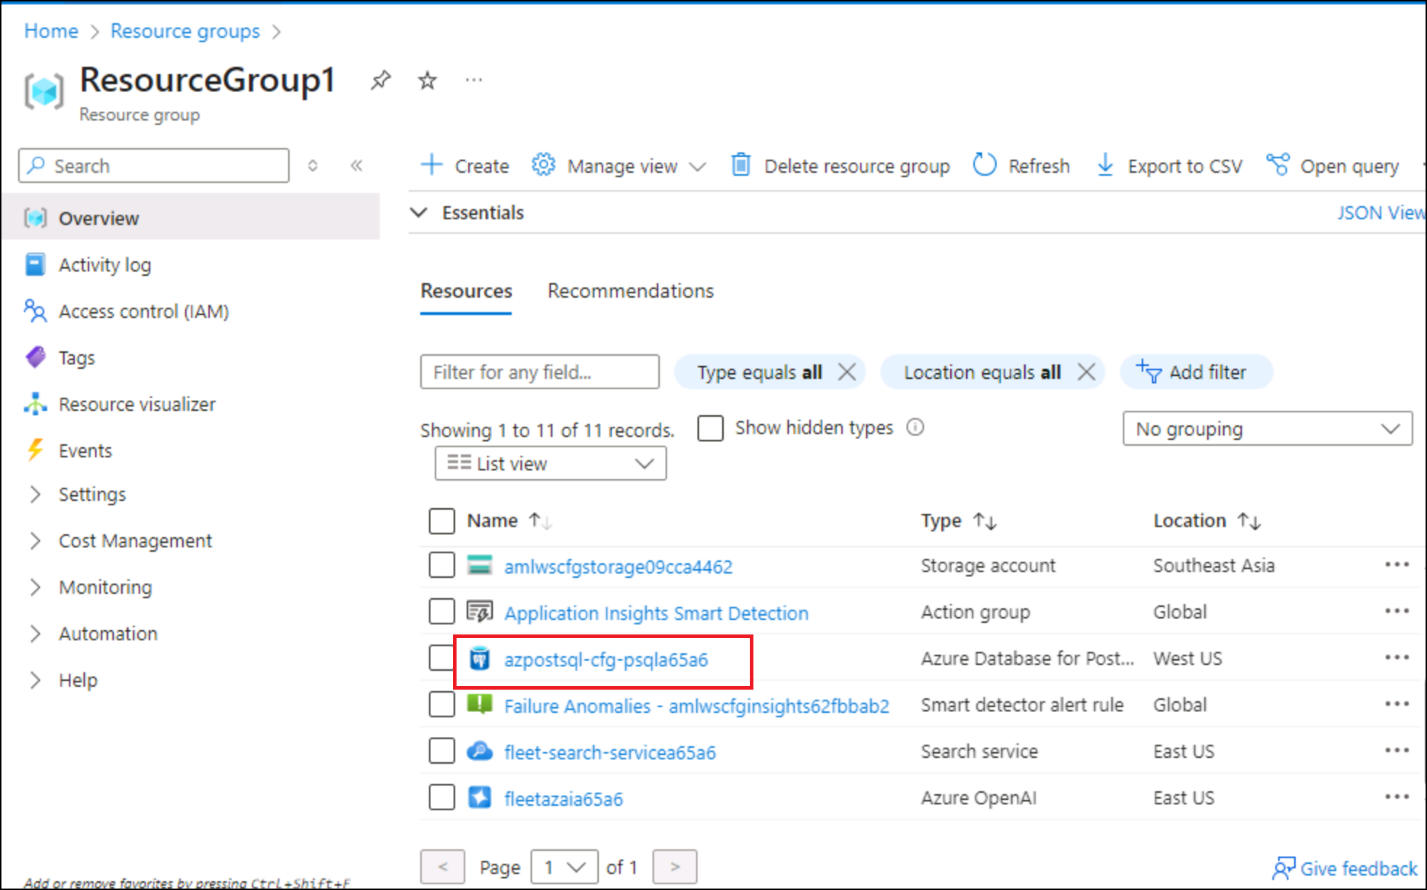 Home > Resource groups >
ResourceGroup1
Resource group
Search
Overview
Activity log
Access control (IAM)
Tags
Resource visualizer
Events
Settings
Cost Management
Monitoring
Automation
Help
Add or remove favorites by pressing Ctrl+Shift+F
Create Manage view Delete resource group Refresh Export to CSV Open query
Essentials JSON View
Resources Recommendations
Filter for any field... Type equals all Location equals all Add filter
Showing 1 to 11 of 11 records. Show hidden types No grouping
List view
Name Type Location
amlwscfgstorage09cca4462 Storage account Southeast Asia
Application Insights Smart Detection Action group Global
azpostsql-cfg-psqla65a6 Azure Database for Post... West US
Failure Anomalies - amlwscfginsights62fbbab2 Smart detector alert rule Global
fleet-search-servicea65a6 Search service East US
fleetazaia65a6 Azure OpenAI East US
< Page 1 of 1 > Give feedback